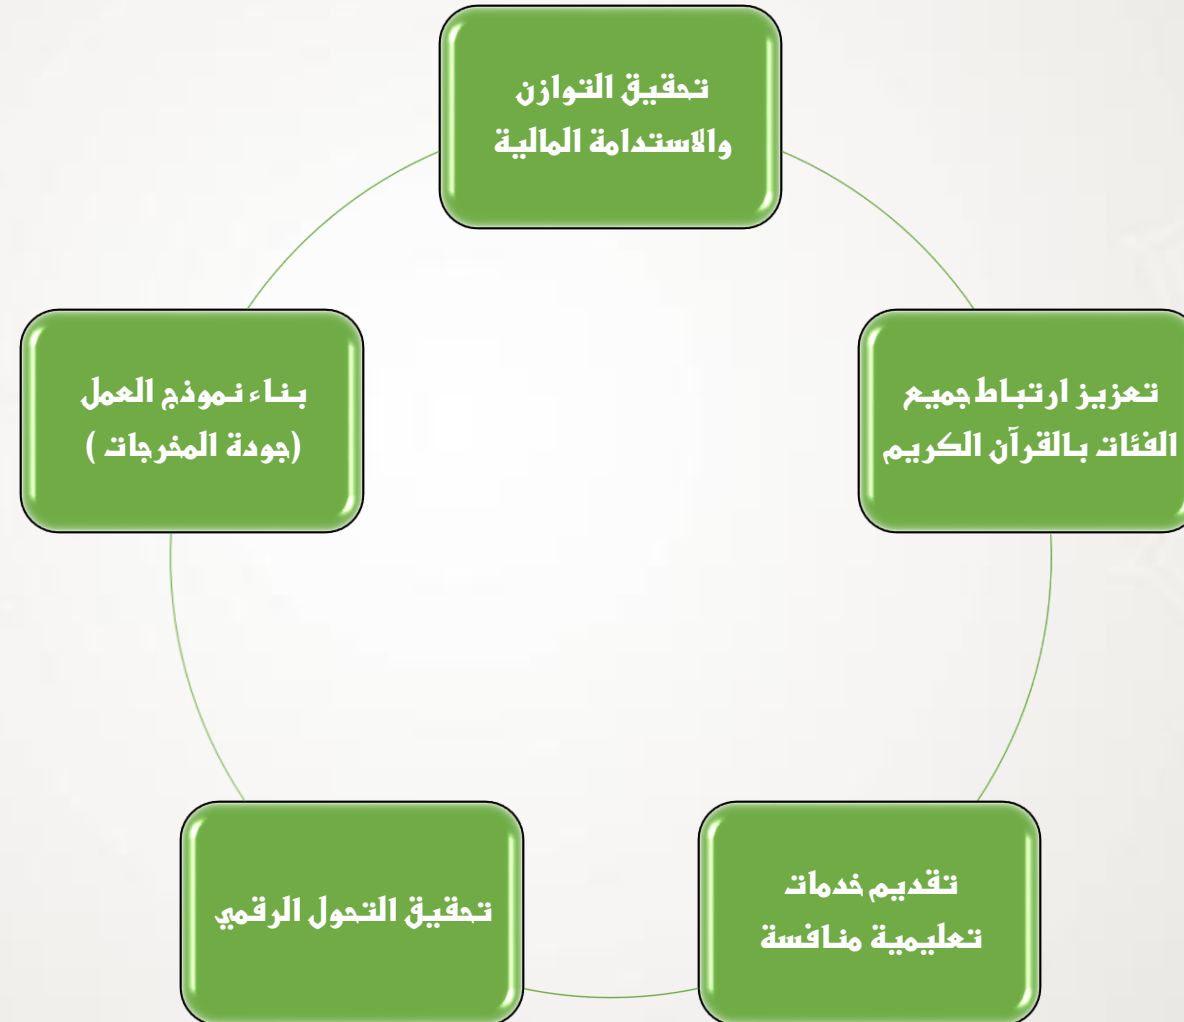 تحقيق التوازن
والاستدامة المالية
تعزيز ارتباط جميع
الفئات بالقرآن الكريم
تقديم خدمات
تعليمية منافسة
تحقيق التحول الرقمي
بناء نموذج العمل
(جودة المخرجات )